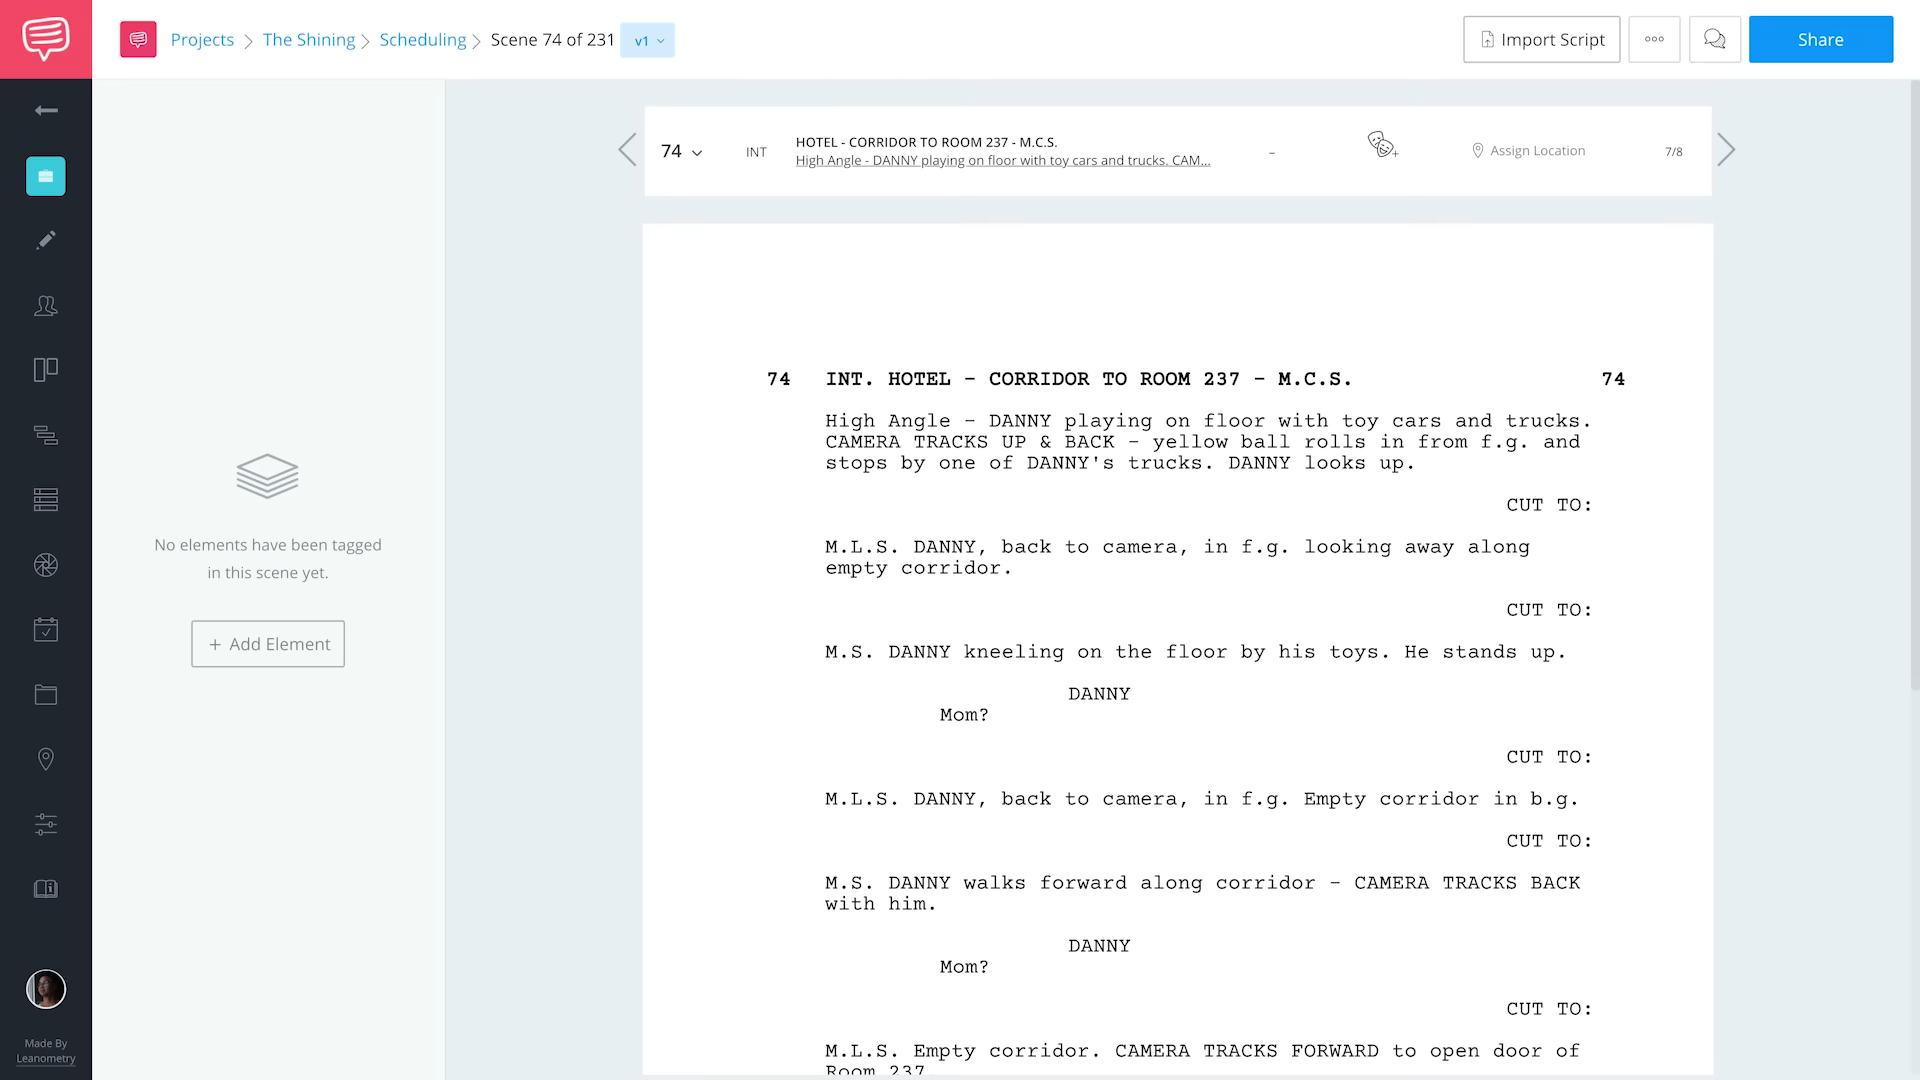 Projects > The Shining > Scheduling > Scene 74 of 231 v1
Import Script
Share
74 INT HOTEL - CORRIDOR TO ROOM 237 - M.C.S.
High Angle - DANNY playing on floor with toy cars and trucks. CAM...
–
Assign Location
7/8
No elements have been tagged
in this scene yet.
+ Add Element
Made By
Leanometry
74 INT. HOTEL - CORRIDOR TO ROOM 237 - M.C.S. 74
High Angle - DANNY playing on floor with toy cars and trucks.
CAMERA TRACKS UP & BACK - yellow ball rolls in from f.g. and
stops by one of DANNY's trucks. DANNY looks up.
CUT TO:
M.L.S. DANNY, back to camera, in f.g. looking away along
empty corridor.
CUT TO:
M.S. DANNY kneeling on the floor by his toys. He stands up.
DANNY
Mom?
CUT TO:
M.L.S. DANNY, back to camera, in f.g. Empty corridor in b.g.
CUT TO:
M.S. DANNY walks forward along corridor - CAMERA TRACKS BACK
with him.
DANNY
Mom?
CUT TO:
M.L.S. Empty corridor. CAMERA TRACKS FORWARD to open door of
Room 237